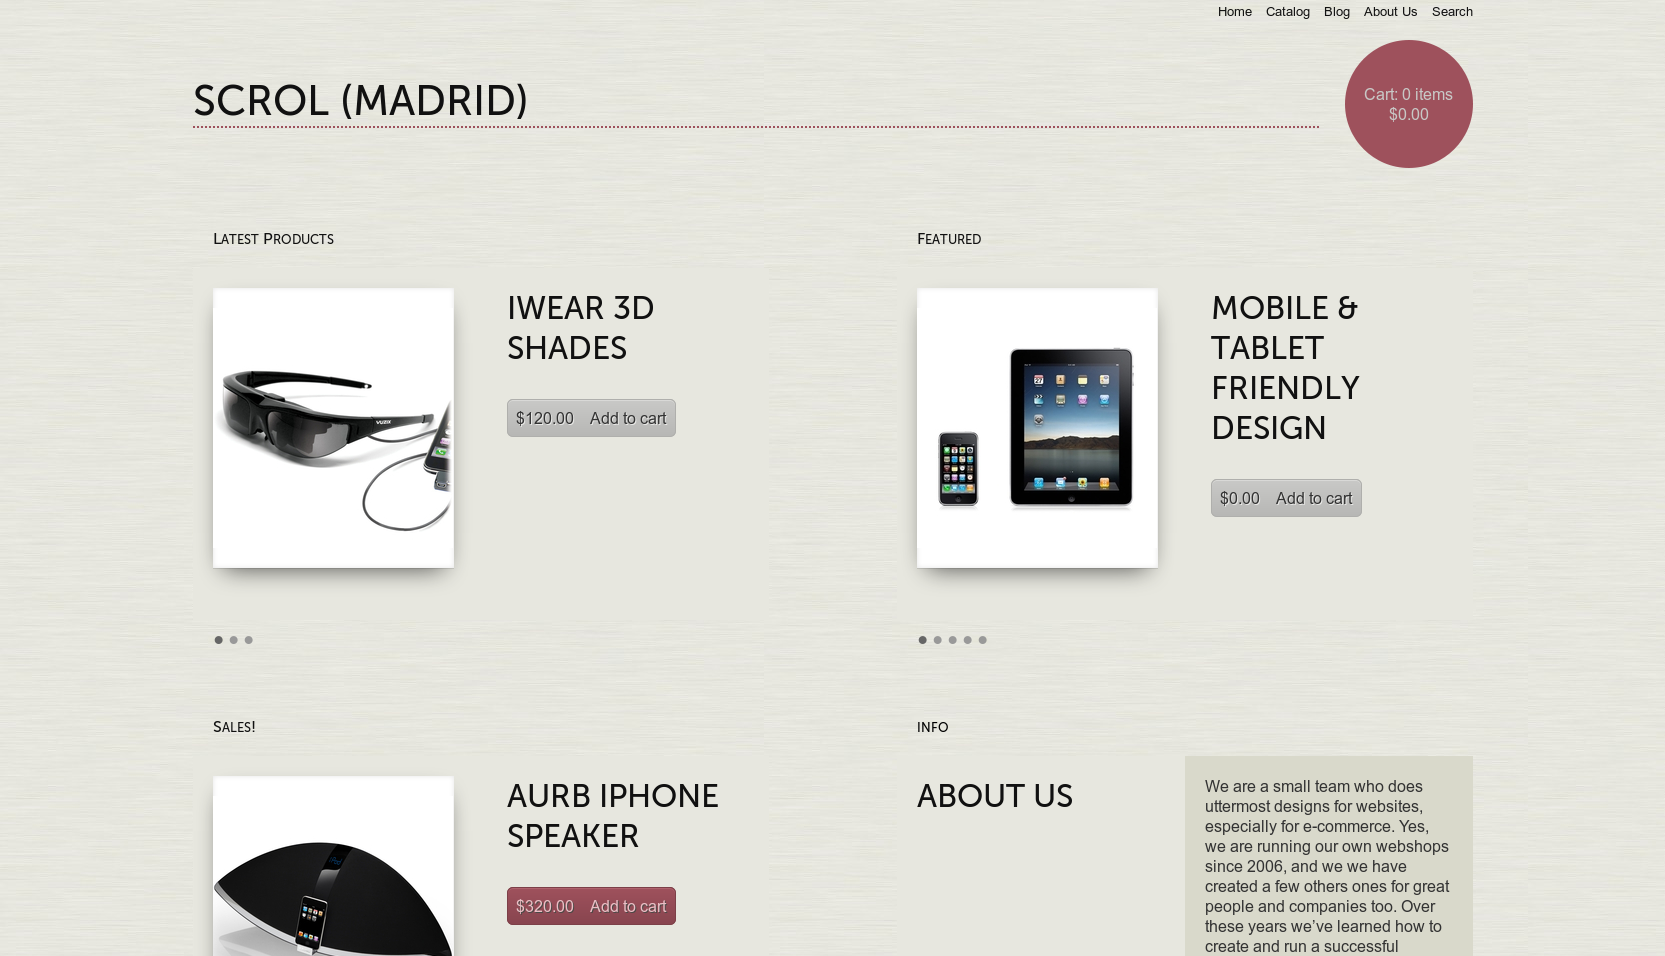 Home Catalog Blog About Us Search
SCROL (MADRID)
Cart: 0 items
$0.00
LATEST PRODUCTS
IWEAR 3D
SHADES
$120.00 Add to cart
VUZIX
FEATURED
MOBILE &
TABLET
FRIENDLY
DESIGN
27
$0.00 Add to cart
SALES!
AURB IPHONE
SPEAKER
$320.00 Add to cart
INFO
ABOUT US
We are a small team who does
uttermost designs for websites,
especially for e-commerce. Yes,
we are running our own webshops
since 2006, and we we have
created a few others ones for great
people and companies too. Over
these years we’ve learned how to
create and run a successful